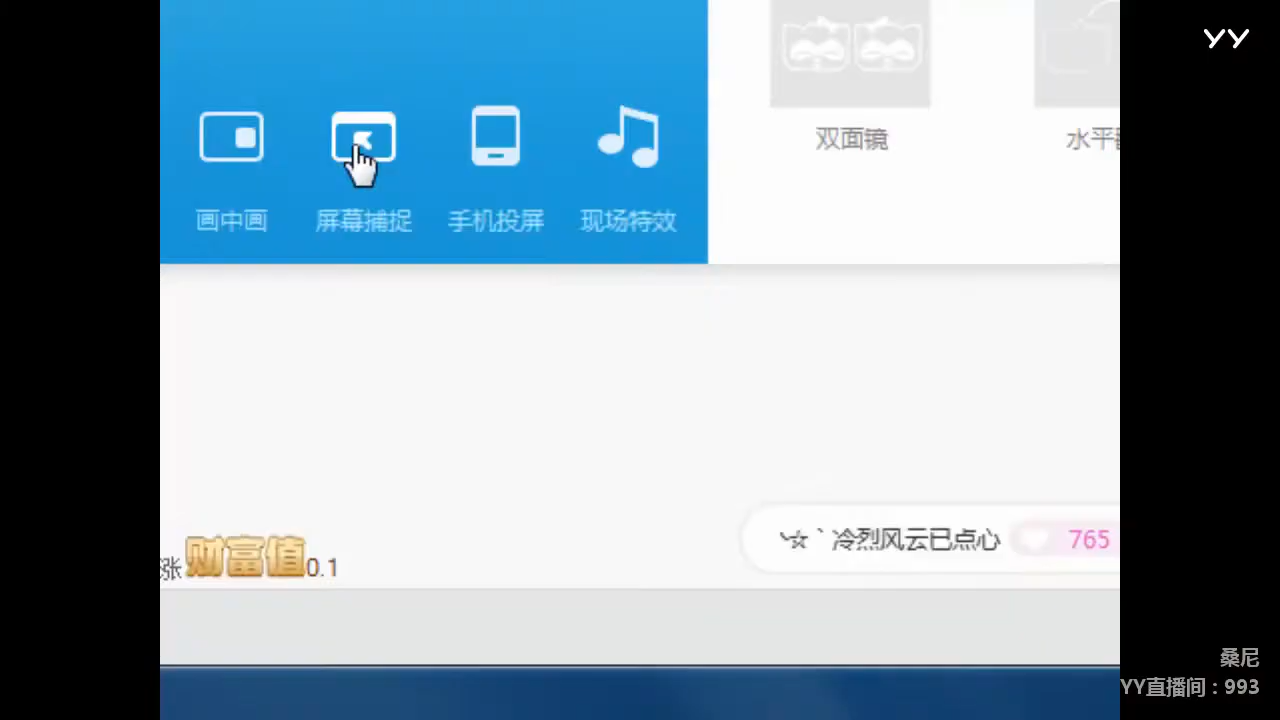 YY
双面镜
水平
画中画
屏幕捕捉
手机投屏
现场特效
冷烈风云已点心
765
涨财富值0.1
桑尼
YY直播间：993